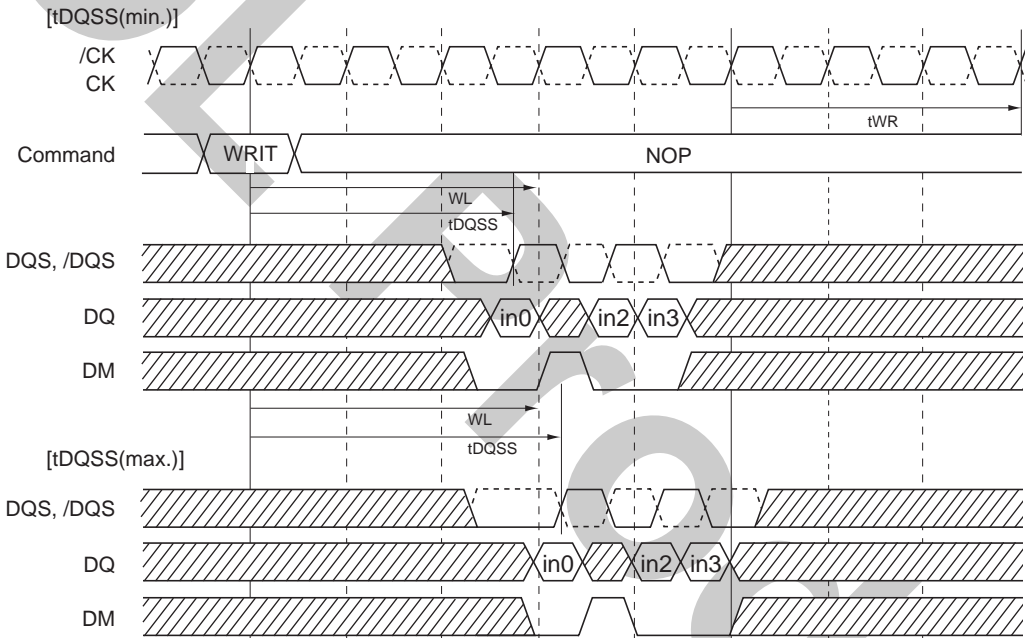 [tDQSS(min.)]
/CK
CK
tWR
Command WRIT NOP
WL
tDQSS
DQS, /DQS
DQ in0 in2 in3
DM
WL
tDQSS
[tDQSS(max.)]
DQS, /DQS
DQ in0 in2 in3
DM